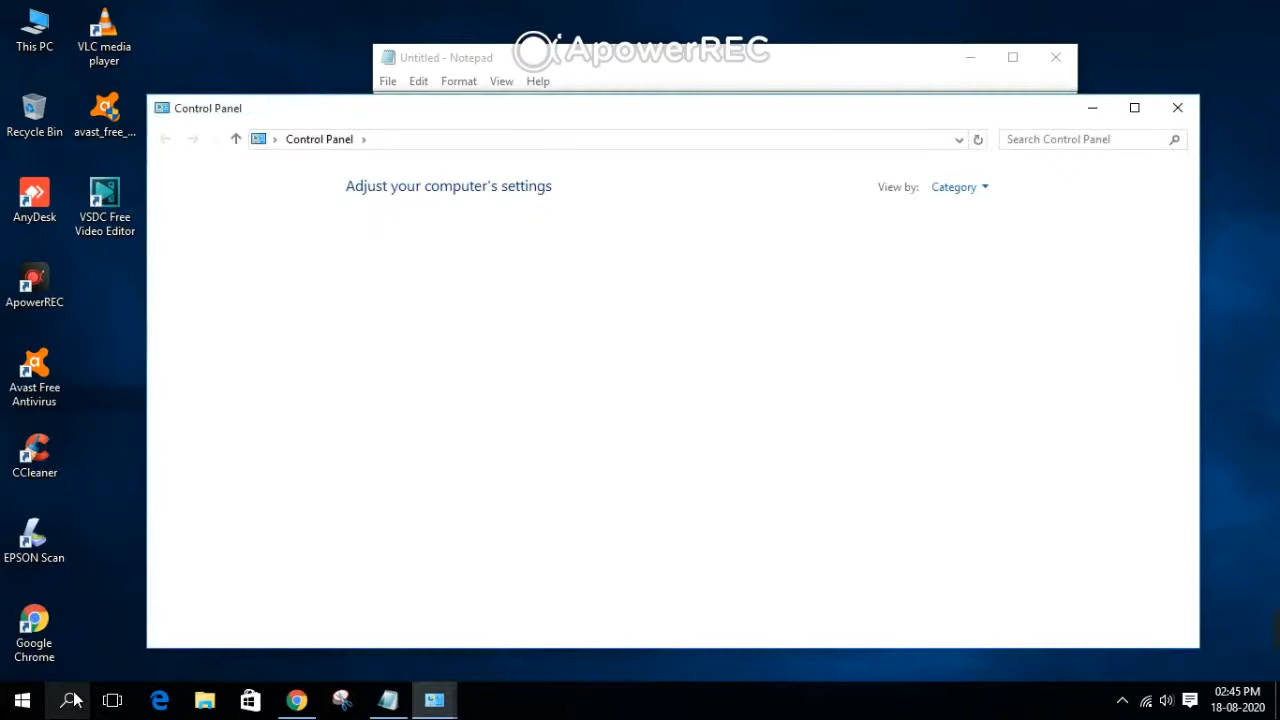 This PC
VLC media
player
ApowerREC
Untitled - Notepad
File Edit Format View Help
Recycle Bin
avast_free_...
Control Panel
Control Panel
Search Control Panel
Adjust your computer's settings
View by: Category
AnyDesk
VSDC Free
Video Editor
ApowerREC
Avast Free
Antivirus
CCleaner
EPSON Scan
Google
Chrome
02:45 PM
18-08-2020